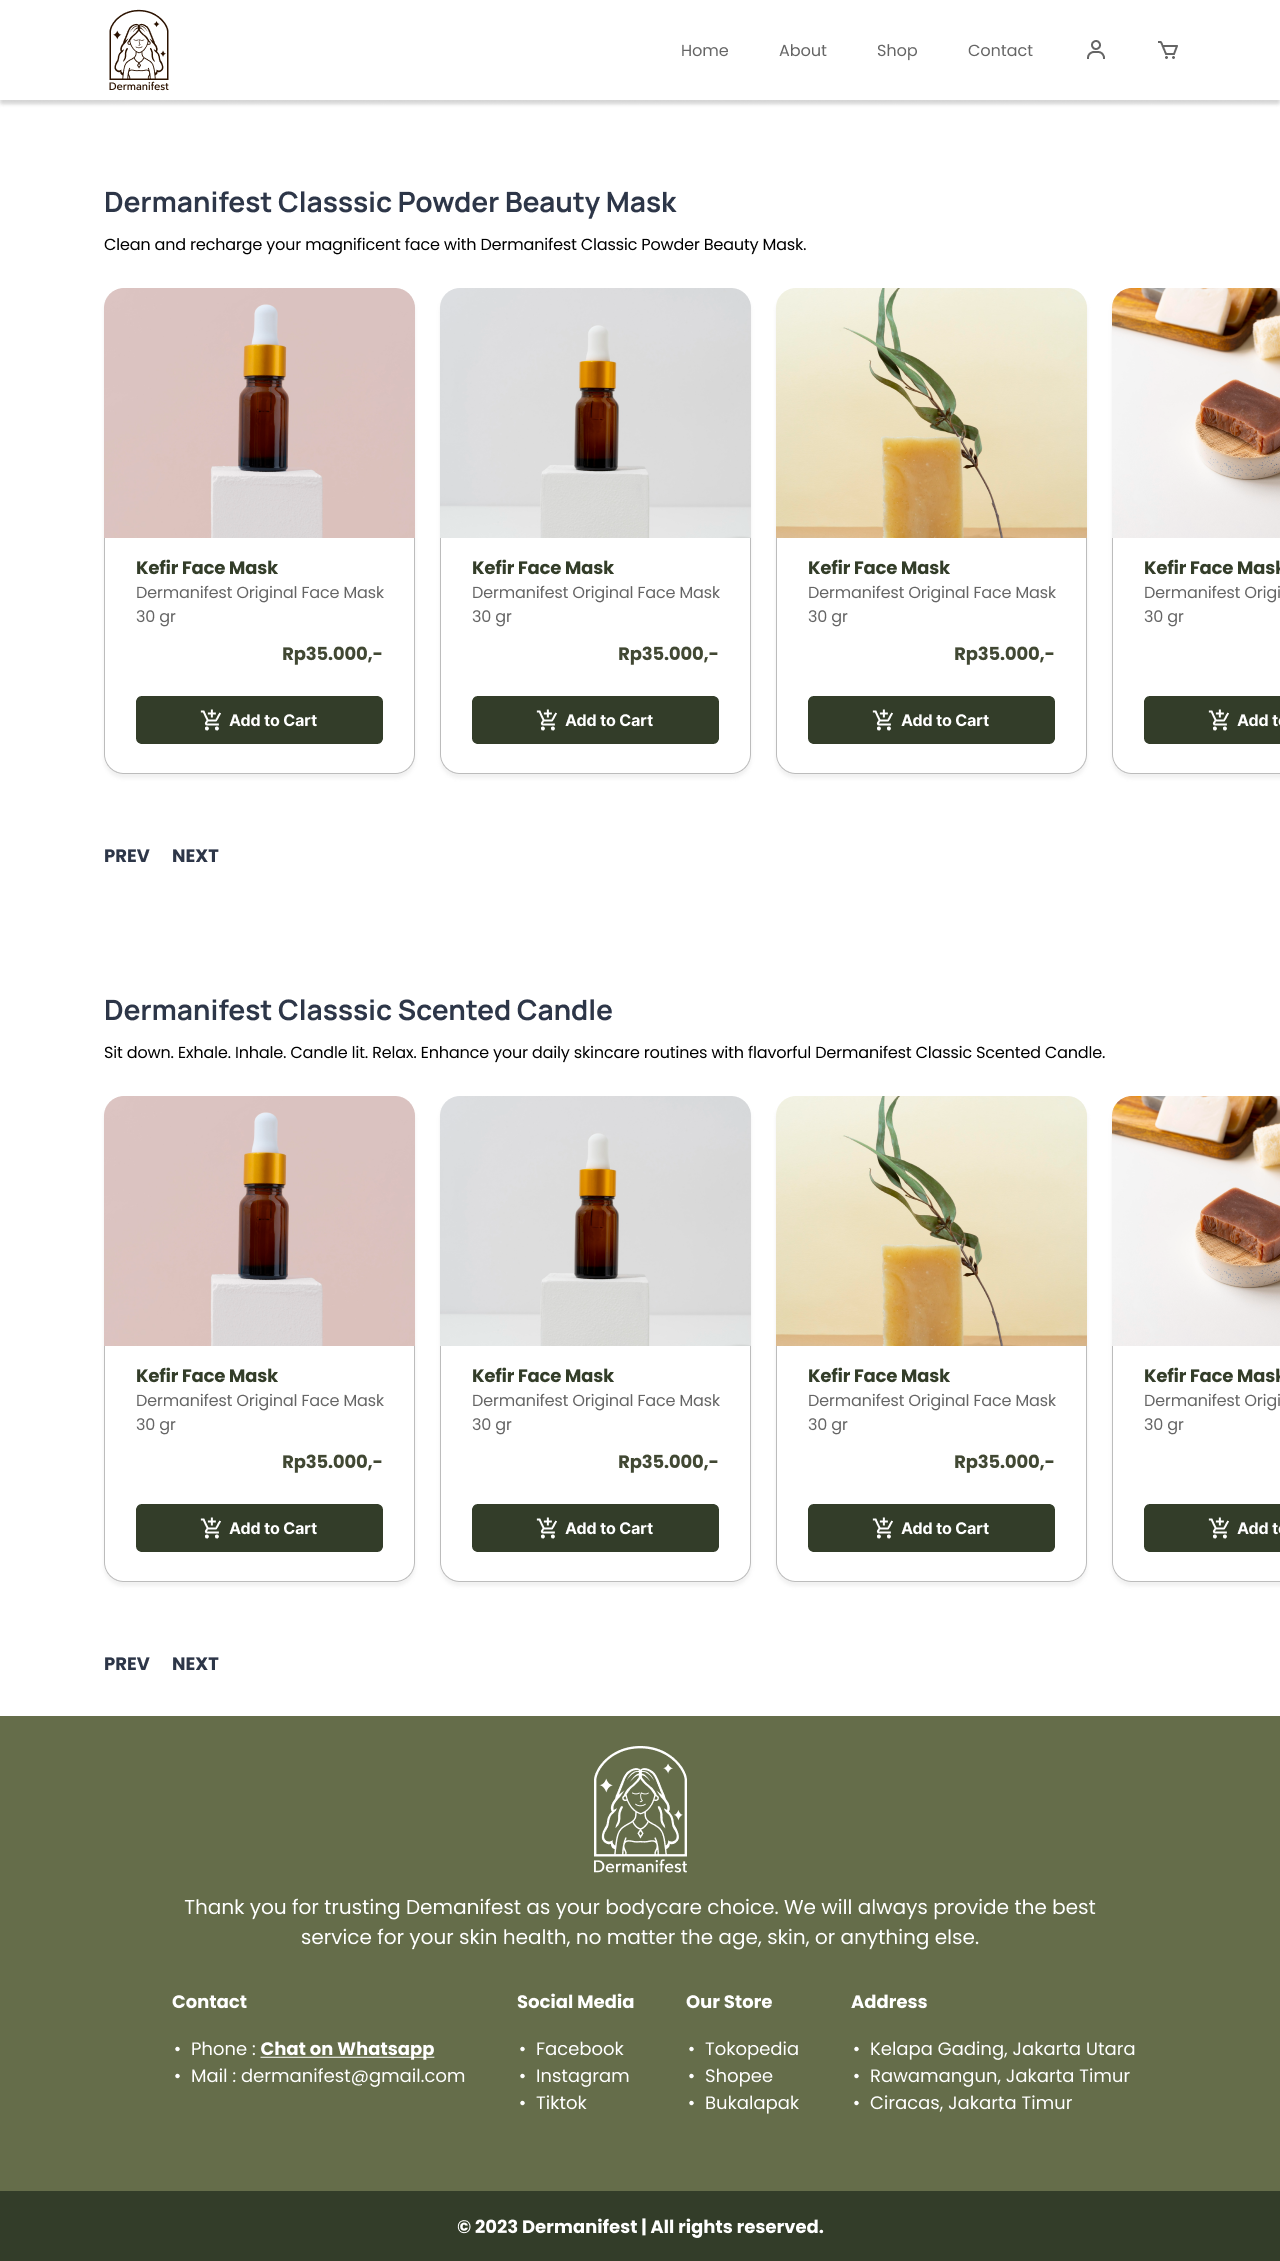 Dermanifest
Home About Shop Contact
Dermanifest Classsic Powder Beauty Mask
Clean and recharge your magnificent face with Dermanifest Classic Powder Beauty Mask.
Kefir Face Mask
Dermanifest Original Face Mask
30 gr
Rp35.000,-
Add to Cart
Kefir Face Mask
Dermanifest Original Face Mask
30 gr
Rp35.000,-
Add to Cart
Kefir Face Mask
Dermanifest Original Face Mask
30 gr
Rp35.000,-
Add to Cart
Kefir Face Mask
Dermanifest Origi
30 gr
Add t
PREV NEXT
Dermanifest Classsic Scented Candle
Sit down. Exhale. Inhale. Candle lit. Relax. Enhance your daily skincare routines with flavorful Dermanifest Classic Scented Candle.
Kefir Face Mask
Dermanifest Original Face Mask
30 gr
Rp35.000,-
Add to Cart
Kefir Face Mask
Dermanifest Original Face Mask
30 gr
Rp35.000,-
Add to Cart
Kefir Face Mask
Dermanifest Original Face Mask
30 gr
Rp35.000,-
Add to Cart
Kefir Face Mask
Dermanifest Origi
30 gr
Add t
PREV NEXT
Dermanifest
Thank you for trusting Demanifest as your bodycare choice. We will always provide the best
service for your skin health, no matter the age, skin, or anything else.
Contact
• Phone : Chat on Whatsapp
• Mail : dermanifest@gmail.com
Social Media
• Facebook
• Instagram
• Tiktok
Our Store
• Tokopedia
• Shopee
• Bukalapak
Address
• Kelapa Gading, Jakarta Utara
• Rawamangun, Jakarta Timur
• Ciracas, Jakarta Timur
© 2023 Dermanifest | All rights reserved.